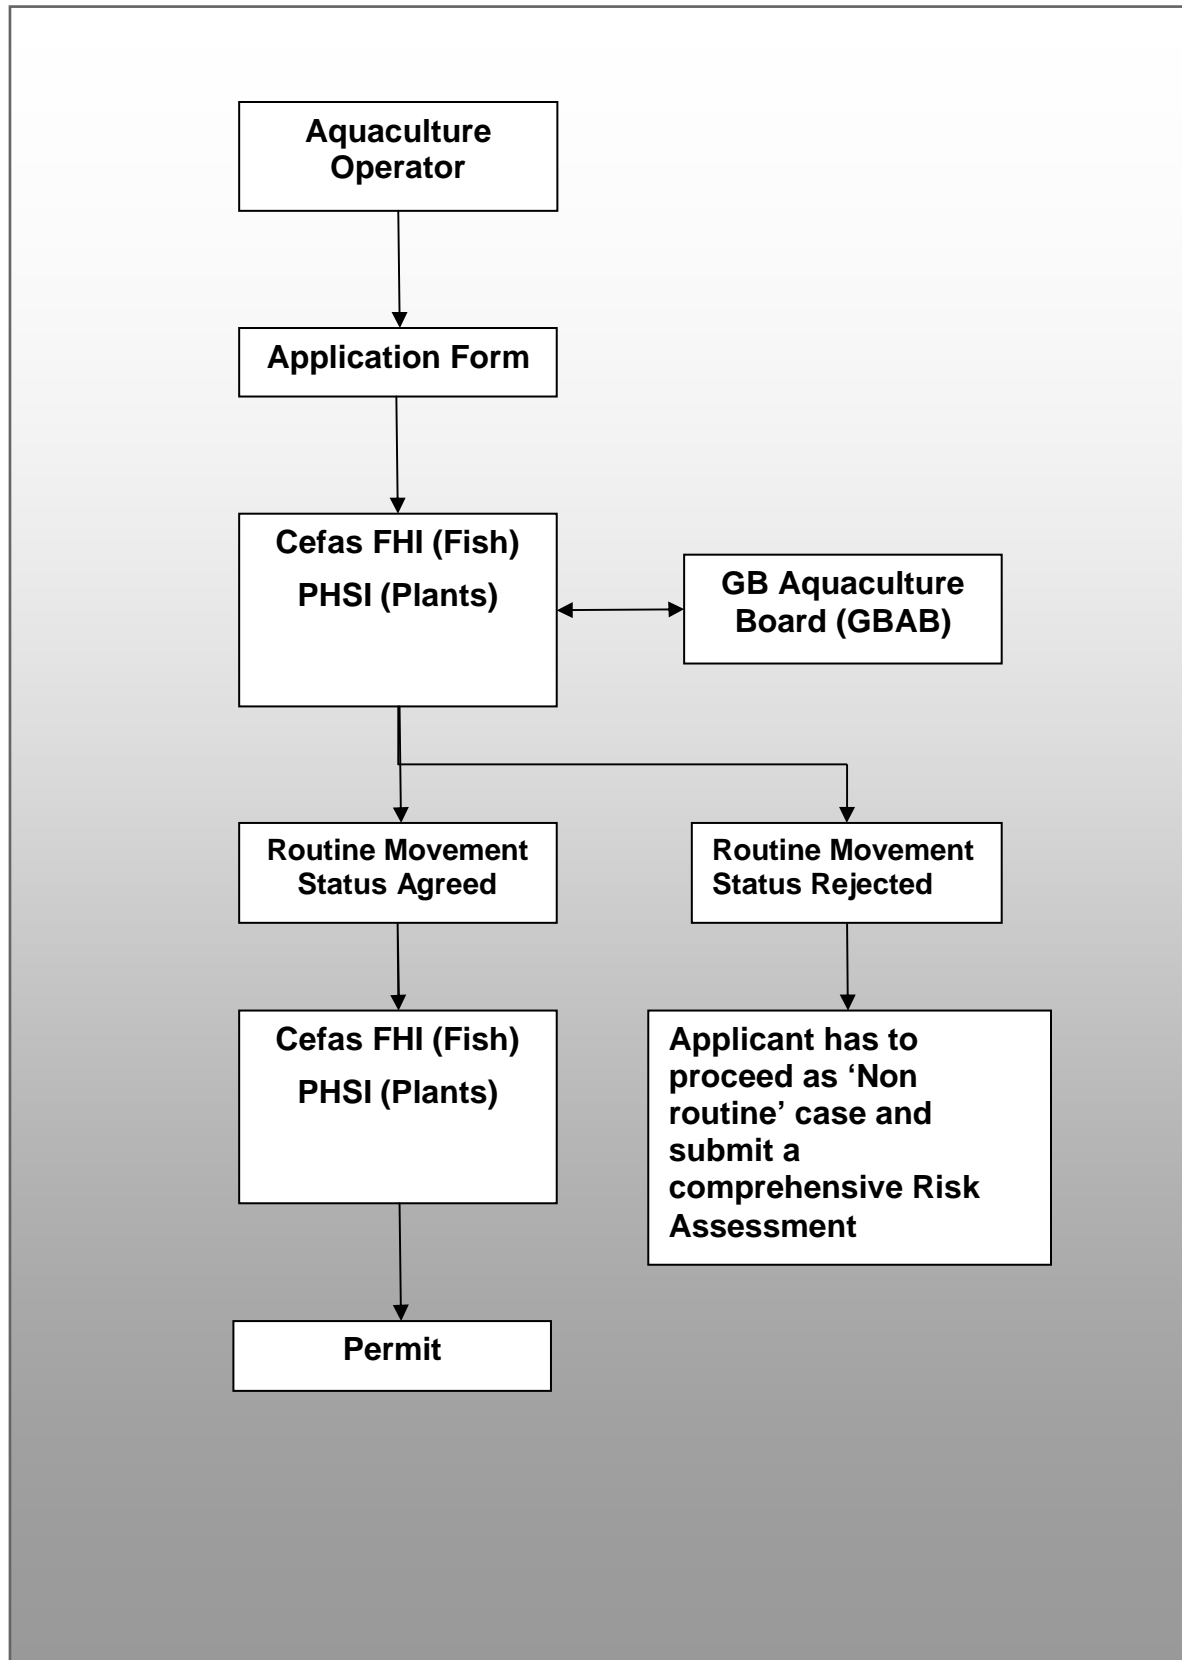 Aquaculture
Operator
Application Form
Cefas FHI (Fish)
PHSI (Plants)
GB Aquaculture
Board (GBAB)
Routine Movement
Status Agreed
Routine Movement
Status Rejected
Cefas FHI (Fish)
PHSI (Plants)
Applicant has to
proceed as ‘Non
routine’ case and
submit a
comprehensive Risk
Assessment
Permit